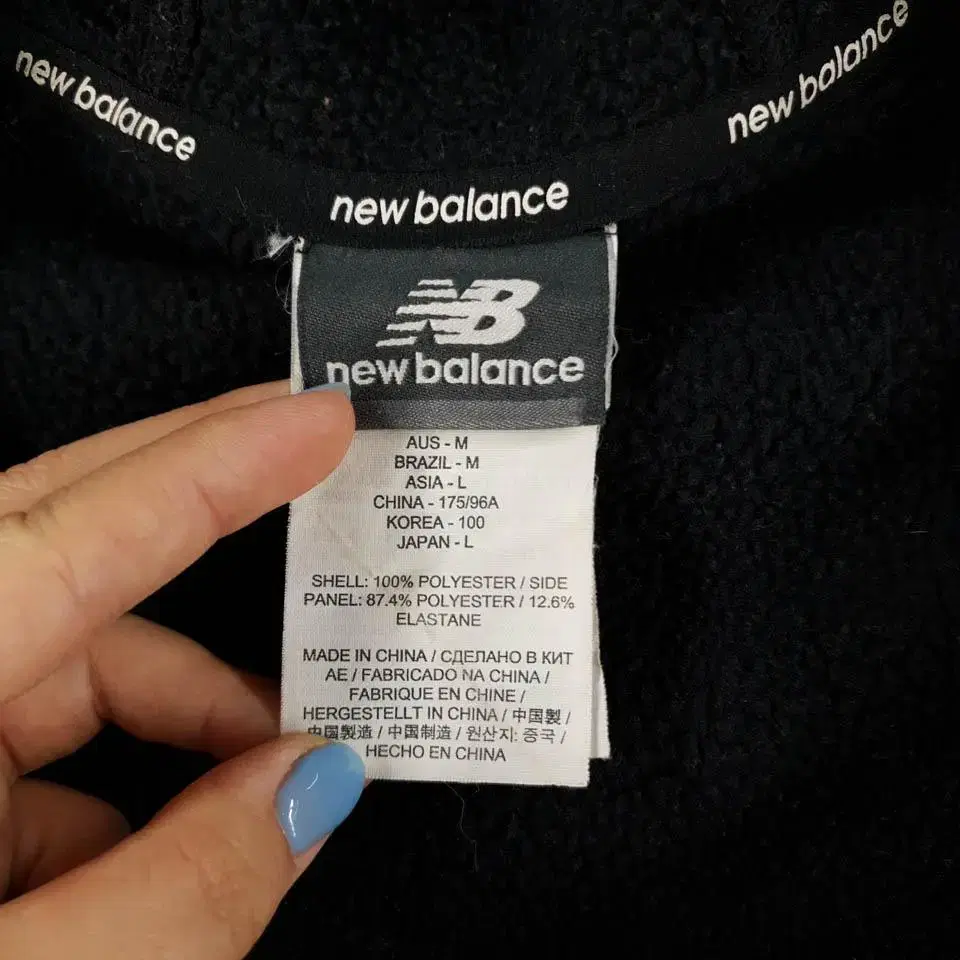 new balance
new balance
new balance
NB
new balance
AUS - M
BRAZIL - M
ASIA - L
CHINA - 175/96A
KOREA - 100
JAPAN - L
SHELL: 100% POLYESTER / SIDE
PANEL: 87.4% POLYESTER / 12.6%
ELASTANE
MADE IN CHINA / СДЕЛАНО В КИТ
АЕ / FABRICADO NA CHINA /
FABRIQUE EN CHINE /
HERGESTELLT IN CHINA / 中国製 /
中国製造 / 中国制造 / 원산지: 중국 /
HECHO EN CHINA